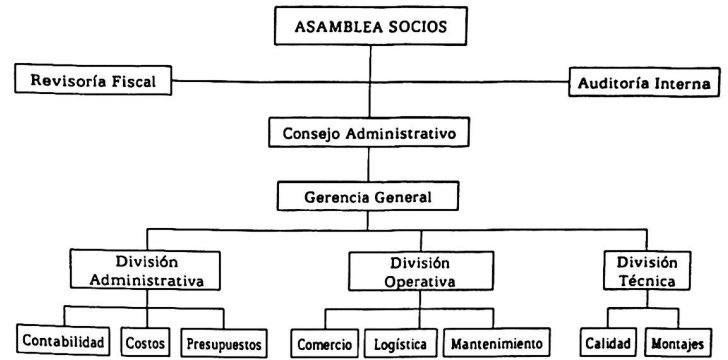 ASAMBLEA SOCIOS
Revisoría Fiscal
Auditoría Interna
Consejo Administrativo
Gerencia General
División
Administrativa
División
Operativa
División
Técnica
Contabilidad
Costos
Presupuestos
Comercio
Logística
Mantenimiento
Calidad
Montajes